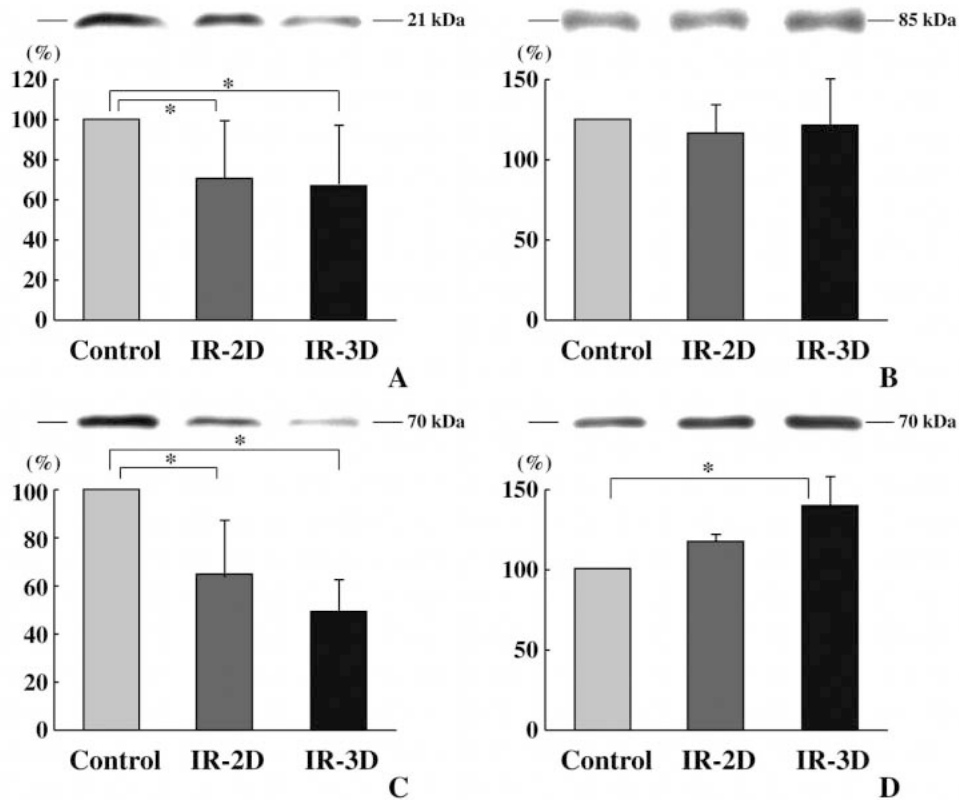 21 kDa
(%)
120
100
80
60
40
20
0
*
*
Control IR-2D IR-3D
A
85 kDa
(%)
150
100
50
0
Control IR-2D IR-3D
B
70 kDa
(%)
100
80
60
40
20
0
*
*
Control IR-2D IR-3D
C
70 kDa
(%)
150
100
50
0
*
Control IR-2D IR-3D
D